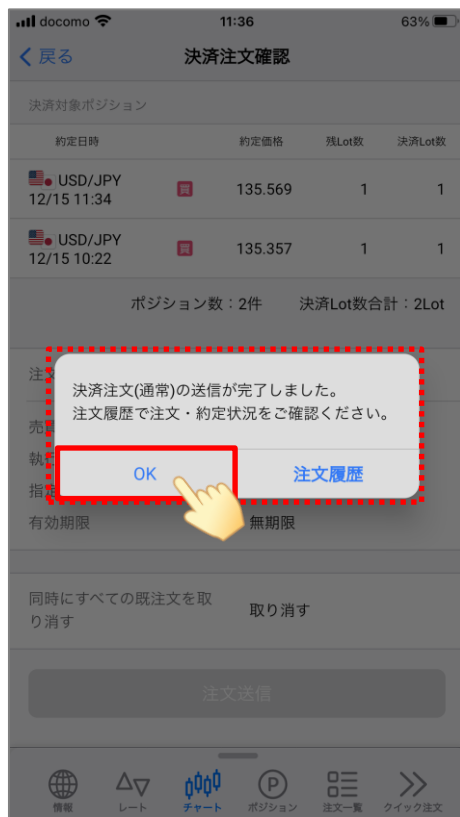 docomo 11:36 63%
戻る 決済注文確認
決済対象ポジション
約定日時 約定価格 残Lot数 決済Lot数
USD/JPY
12/15 11:34 買 135.569 1 1
USD/JPY
12/15 10:22 買 135.357 1 1
ポジション数：2件 決済Lot数合計：2Lot
注
決済注文(通常)の送信が完了しました。
注文履歴で注文・約定状況をご確認ください。
売
執
OK 注文履歴
指
有効期限 無期限
同時にすべての既注文を取り消す 取り消す
注文送信
情報 レート チャート ポジション 注文一覧 クイック注文